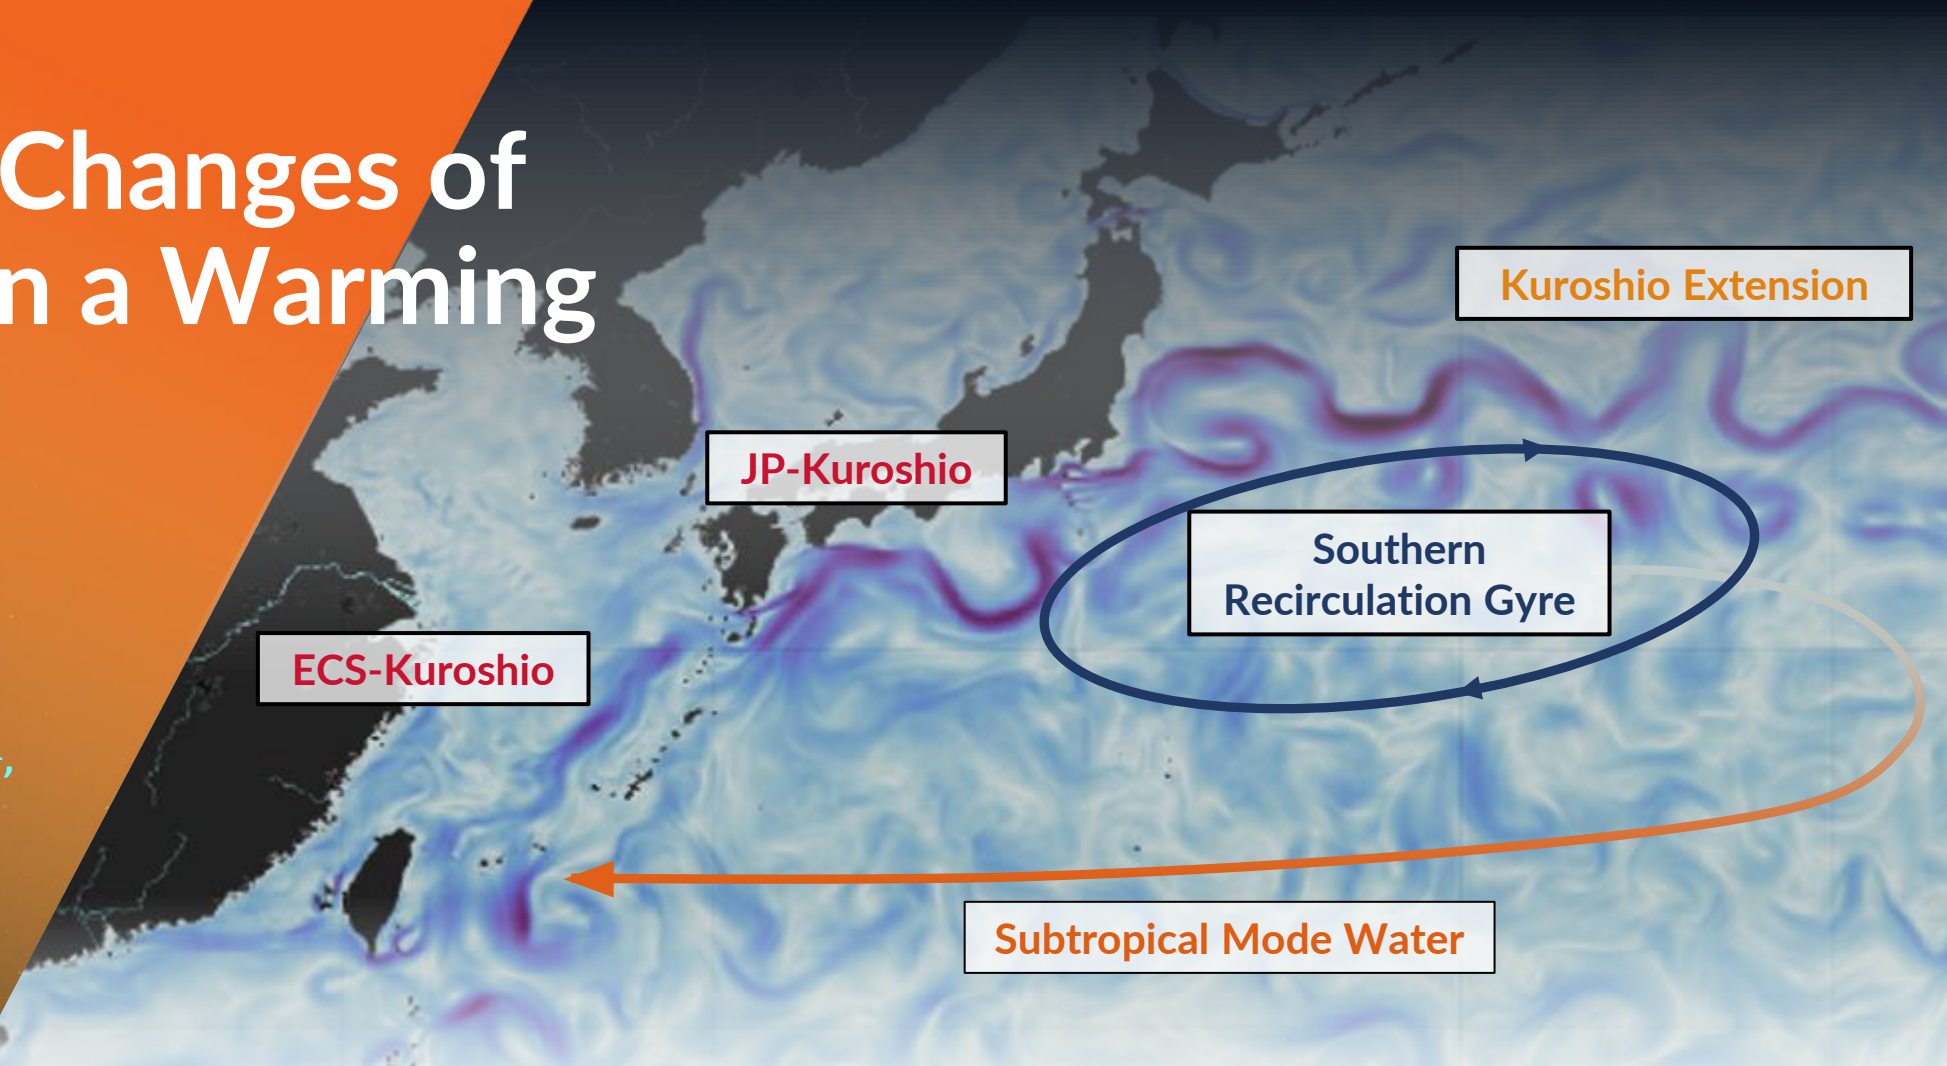 Changes of
n a Warming
Kuroshio Extension
JP-Kuroshio
Southern
Recirculation Gyre
ECS-Kuroshio
Subtropical Mode Water